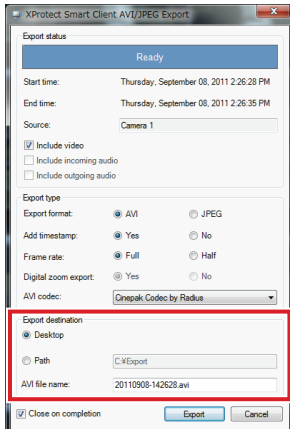 XProtect Smart Client AVI/JPEG Export
Export status
Ready
Start time: Thursday, September 08, 2011 2:26:28 PM
End time: Thursday, September 08, 2011 2:26:35 PM
Source: Camera 1
Include video
Include incoming audio
Include outgoing audio
Export type
Export format: AVI JPEG
Add timestamp: Yes No
Frame rate: Full Half
Digital zoom export: Yes No
AVI codec: Cinepak Codec by Radius
Export destination
Desktop
Path C:¥Export
AVI file name: 20110908-142628.avi
Close on completion Export Cancel